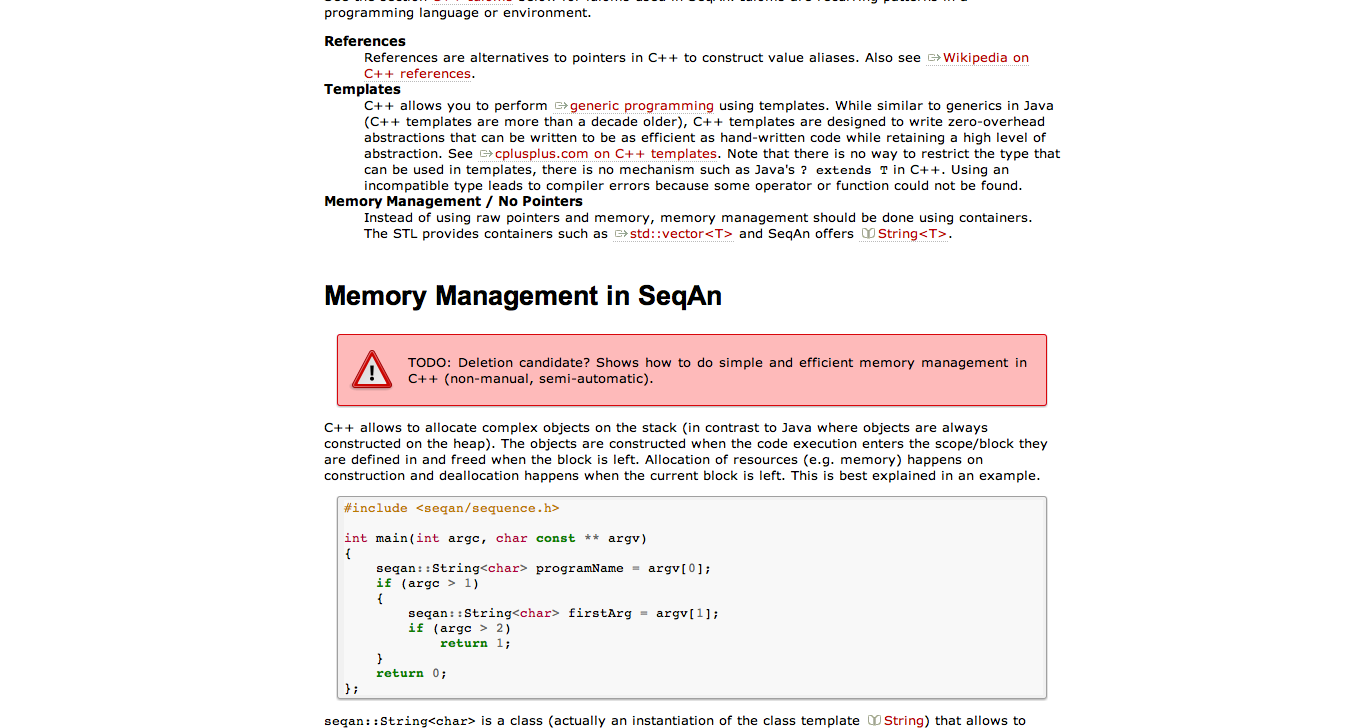 programming language or environment.
References
References are alternatives to pointers in C++ to construct value aliases. Also see Wikipedia on
C++ references.
Templates
C++ allows you to perform generic programming using templates. While similar to generics in Java
(C++ templates are more than a decade older), C++ templates are designed to write zero-overhead
abstractions that can be written to be as efficient as hand-written code while retaining a high level of
abstraction. See cplusplus.com on C++ templates. Note that there is no way to restrict the type that
can be used in templates, there is no mechanism such as Java's ? extends T in C++. Using an
incompatible type leads to compiler errors because some operator or function could not be found.
Memory Management / No Pointers
Instead of using raw pointers and memory, memory management should be done using containers.
The STL provides containers such as std::vector<T> and SeqAn offers String<T>.
Memory Management in SeqAn
TODO: Deletion candidate? Shows how to do simple and efficient memory management in
C++ (non-manual, semi-automatic).
C++ allows to allocate complex objects on the stack (in contrast to Java where objects are always
constructed on the heap). The objects are constructed when the code execution enters the scope/block they
are defined in and freed when the block is left. Allocation of resources (e.g. memory) happens on
construction and deallocation happens when the current block is left. This is best explained in an example.
#include <seqan/sequence.h>
int main(int argc, char const ** argv)
{
    seqan::String<char> programName = argv[0];
    if (argc > 1)
    {
        seqan::String<char> firstArg = argv[1];
        if (argc > 2)
            return 1;
    }
    return 0;
};
seqan::String<char> is a class (actually an instantiation of the class template String) that allows to